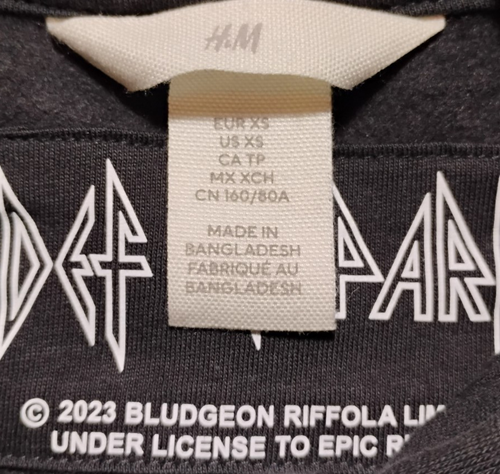 H&M
EUR XS
US XS
CA TP
MX XCH
CN 160/80A
MADE IN
BANGLADESH
FABRIQUÉ AU
BANGLADESH
DEF PAR
© 2023 BLUDGEON RIFFOLA
UNDER LICENSE TO EPIC